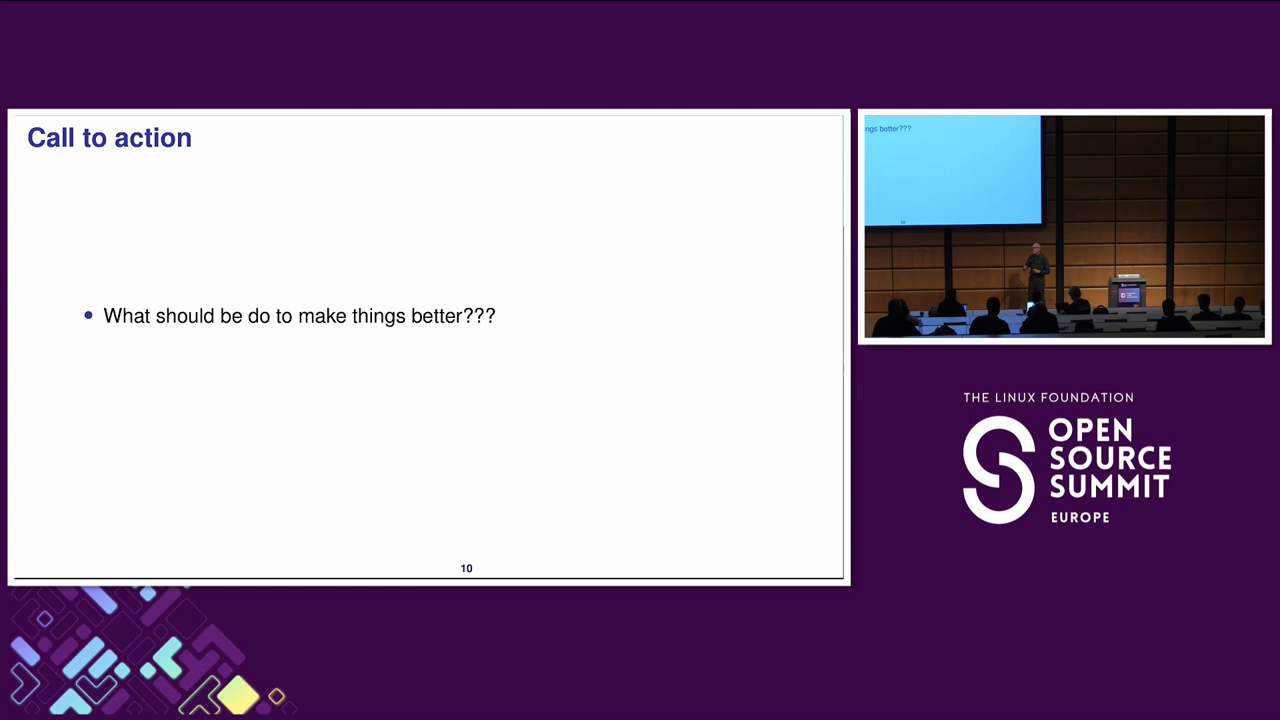 Call to action
What should be do to make things better???
10
ngs better???
10
THE LINUX FOUNDATION
OPEN
SOURCE
SUMMIT
EUROPE